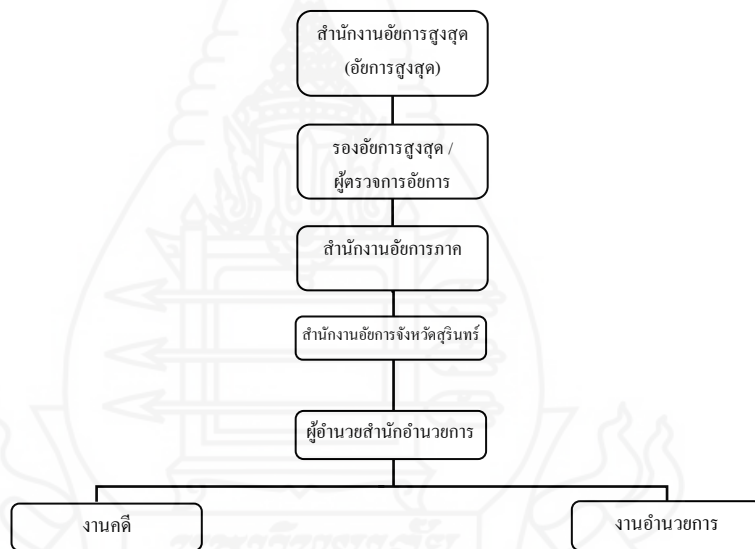 สำนักงานอัยการสูงสุด
(อัยการสูงสุด)
รองอัยการสูงสุด /
ผู้ตรวจการอัยการ
สำนักงานอัยการภาค
สำนักงานอัยการจังหวัดสุรินทร์
ผู้อำนวยสำนักอำนวยการ
งานคดี
งานอำนวยการ